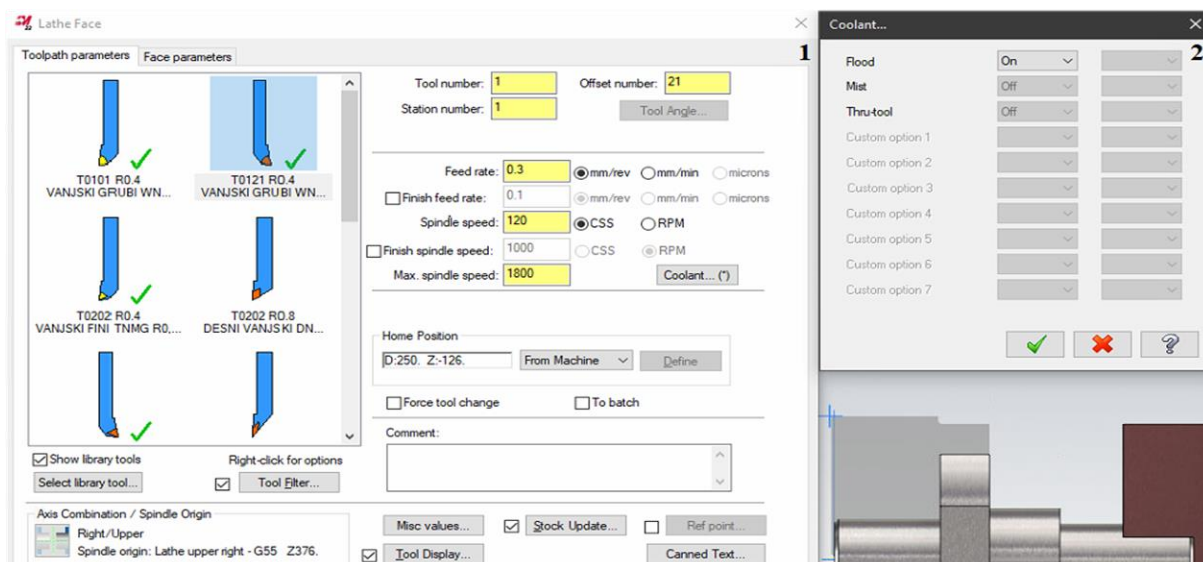 Lathe Face
1
Toolpath parameters Face parameters
T0101 R0.4
VANJSKI GRUBI WN...
T0121 R0.4
VANJSKI GRUBI WN...
T0202 R0.4
VANJSKI FINI TNMG R0,...
T0202 R0.8
DESNI VANJSKI DN...
Show library tools
Right-click for options
Select library tool...
Tool Filter...
Axis Combination / Spindle Origin
Right/Upper
Spindle origin: Lathe upper right - G55 Z376.
Tool number: 1 Offset number: 21
Station number: 1 Tool Angle...
Feed rate: 0.3 mm/rev mm/min microns
Finish feed rate: 0.1 mm/rev mm/min microns
Spindle speed: 120 CSS RPM
Finish spindle speed: 1000 CSS RPM
Max. spindle speed: 1800 Coolant... (*)
Home Position
D:250. Z:-126. From Machine Define
Force tool change To batch
Comment:
Misc values... Stock Update... Ref point...
Tool Display... Canned Text...
Coolant...
2
Flood On
Mist Off
Thru-tool Off
Custom option 1
Custom option 2
Custom option 3
Custom option 4
Custom option 5
Custom option 6
Custom option 7